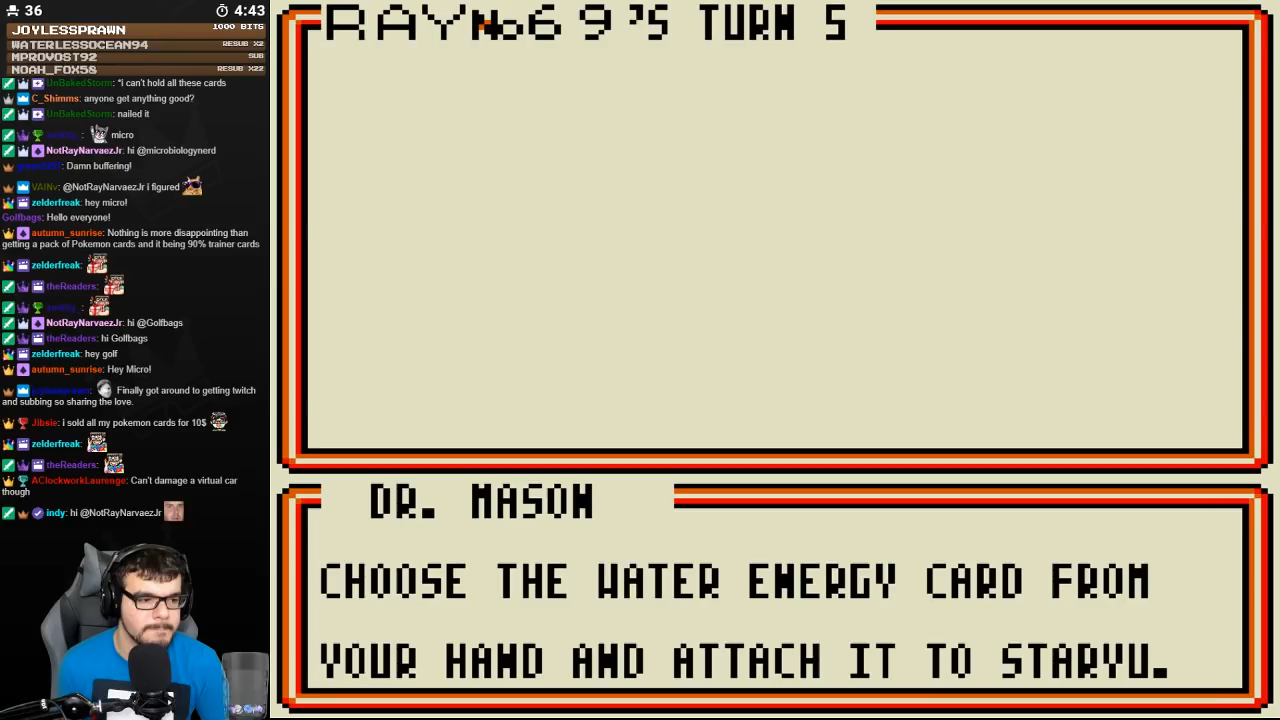 36
4:43
JOYLESSPRAWN 1000 BITS
WATERLESSOCEAN94 RESUB X2
MPROVOST92 SUB
NOAH_FOX58 RESUB X22
UnBakedStorm: *i can't hold all these cards
C_Shimms: anyone get anything good?
UnBakedStorm: nailed it
: micro
NotRayNarvaezJr: hi @microbiologynerd
: Damn buffering!
VAINv: @NotRayNarvaezJr i figured
zelderfreak: hey micro!
Golfbags: Hello everyone!
autumn_sunrise: Nothing is more disappointing than
getting a pack of Pokemon cards and it being 90% trainer cards
zelderfreak:
theReaders:
NotRayNarvaezJr: hi @Golfbags
theReaders: hi Golfbags
zelderfreak: hey golf
autumn_sunrise: Hey Micro!
: Finally got around to getting twitch
and subbing so sharing the love.
Jibsie: i sold all my pokemon cards for 10$
zelderfreak:
theReaders:
AClockworkLaurenge: Can't damage a virtual car
though
indy: hi @NotRayNarvaezJr
RAY№69'S TURN 5
DR. MASON
CHOOSE THE WATER ENERGY CARD FROM
YOUR HAND AND ATTACH IT TO STARYU.